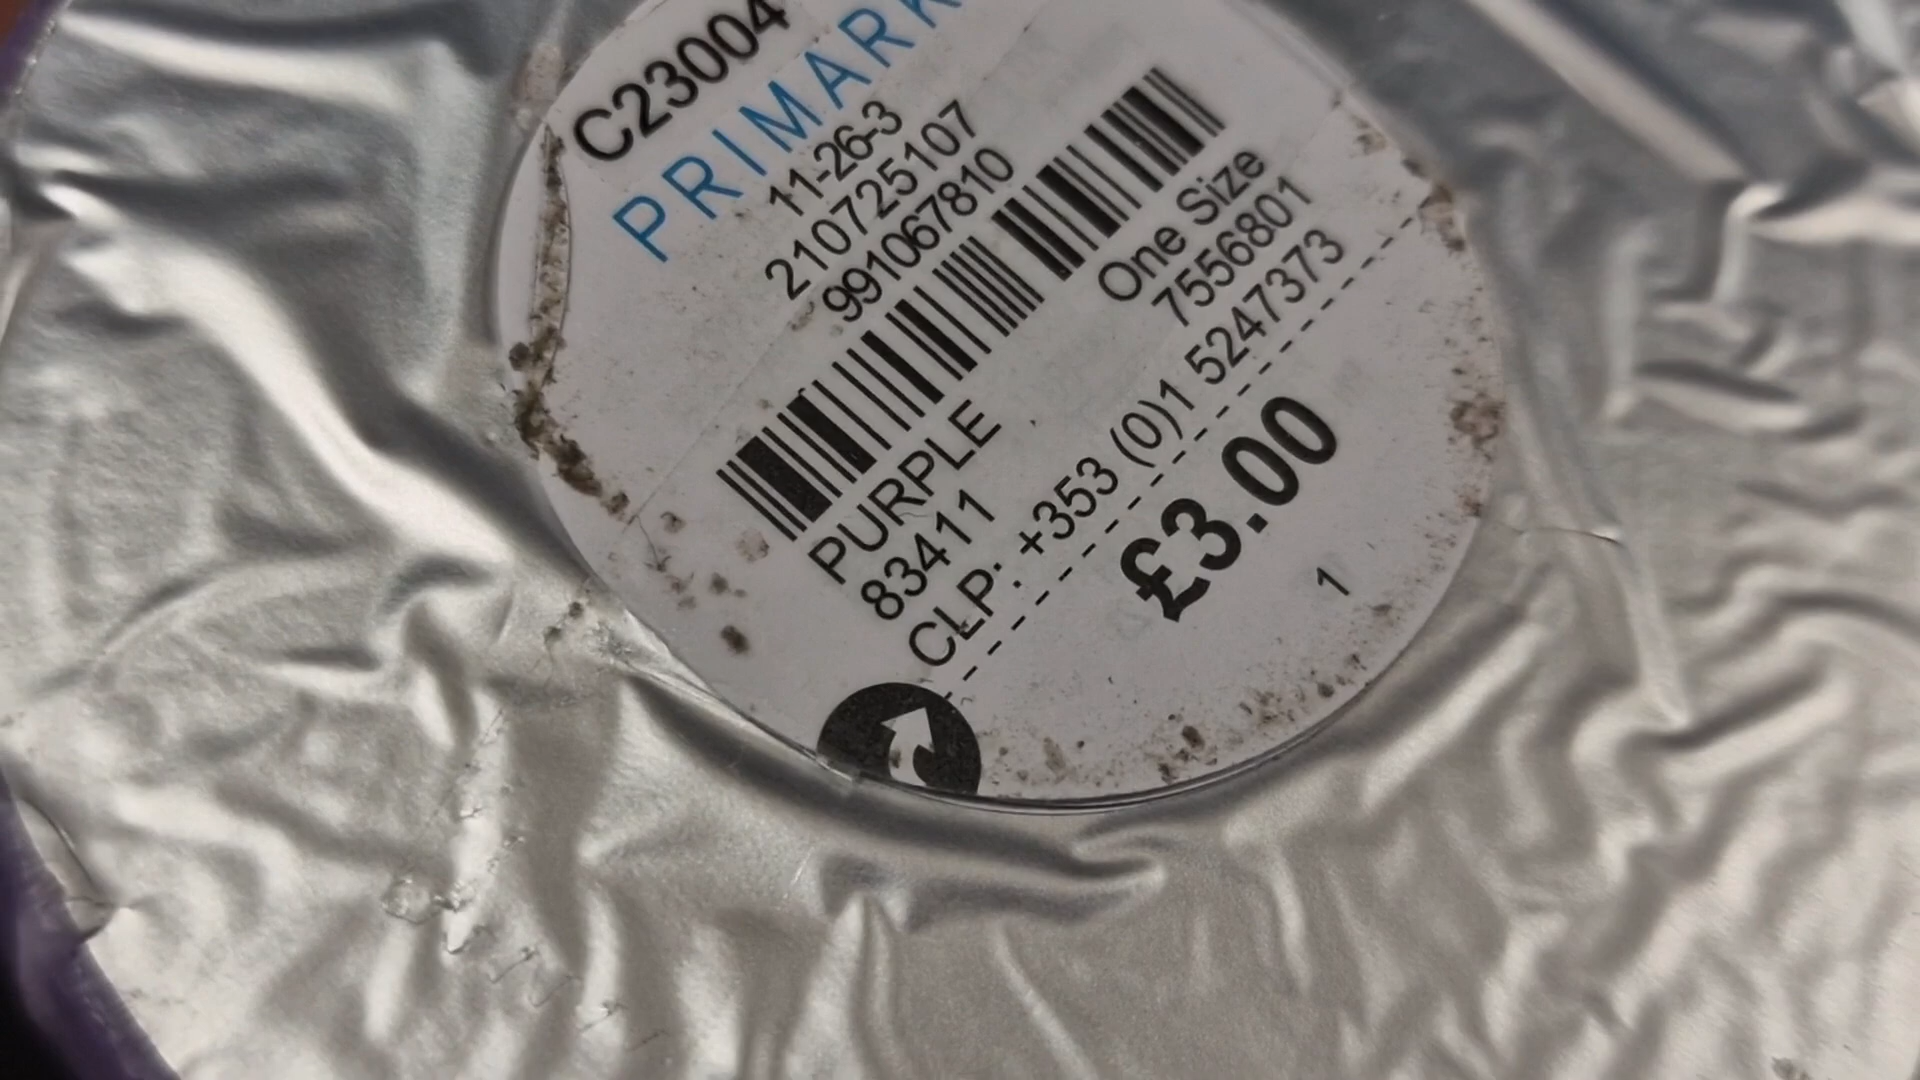 C23004
PRIMARK
11-26-3
210725107
991067810
One Size
7556801
PURPLE
83411
CLP: +353 (0)1 5247373
£3.00
1